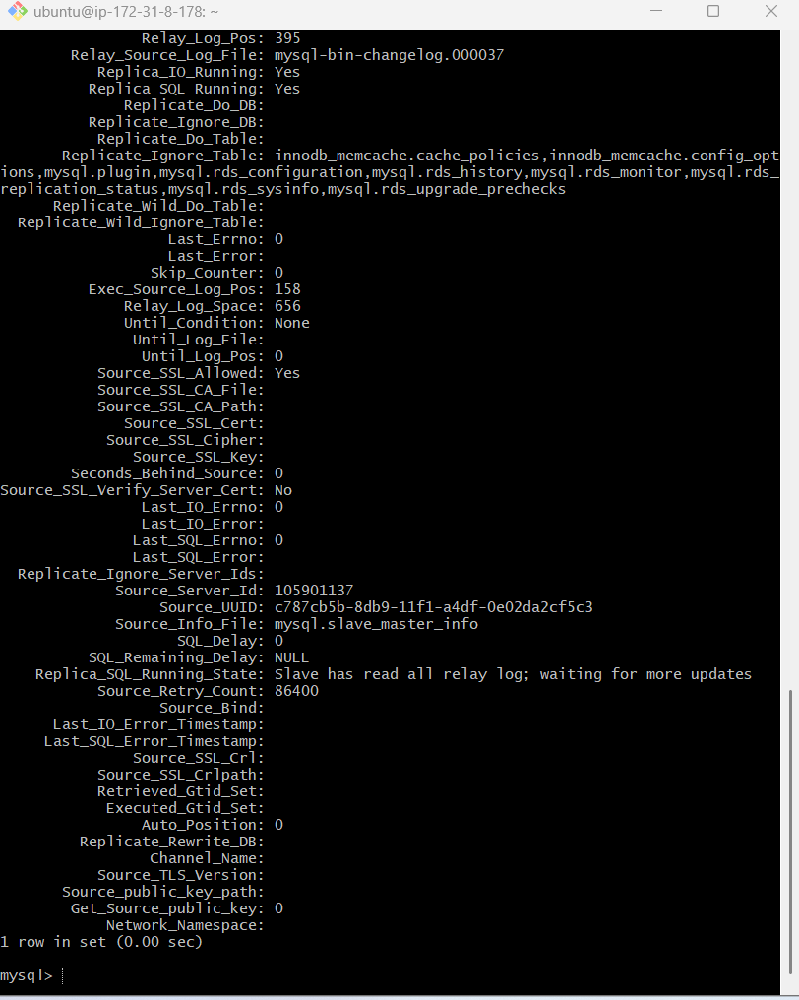 ubuntu@ip-172-31-8-178: ~
Relay_Log_Pos: 395
Relay_Source_Log_File: mysql-bin-changelog.000037
Replica_IO_Running: Yes
Replica_SQL_Running: Yes
Replicate_Do_DB:
Replicate_Ignore_DB:
Replicate_Do_Table:
Replicate_Ignore_Table: innodb_memcache.cache_policies,innodb_memcache.config_opt
ions,mysql.plugin,mysql.rds_configuration,mysql.rds_history,mysql.rds_monitor,mysql.rds_
replication_status,mysql.rds_sysinfo,mysql.rds_upgrade_prechecks
Replicate_Wild_Do_Table:
Replicate_Wild_Ignore_Table:
Last_Errno: 0
Last_Error:
Skip_Counter: 0
Exec_Source_Log_Pos: 158
Relay_Log_Space: 656
Until_Condition: None
Until_Log_File:
Until_Log_Pos: 0
Source_SSL_Allowed: Yes
Source_SSL_CA_File:
Source_SSL_CA_Path:
Source_SSL_Cert:
Source_SSL_Cipher:
Source_SSL_Key:
Seconds_Behind_Source: 0
Source_SSL_Verify_Server_Cert: No
Last_IO_Errno: 0
Last_IO_Error:
Last_SQL_Errno: 0
Last_SQL_Error:
Replicate_Ignore_Server_Ids:
Source_Server_Id: 105901137
Source_UUID: c787cb5b-8db9-11f1-a4df-0e02da2cf5c3
Source_Info_File: mysql.slave_master_info
SQL_Delay: 0
SQL_Remaining_Delay: NULL
Replica_SQL_Running_State: Slave has read all relay log; waiting for more updates
Source_Retry_Count: 86400
Source_Bind:
Last_IO_Error_Timestamp:
Last_SQL_Error_Timestamp:
Source_SSL_Crl:
Source_SSL_Crlpath:
Retrieved_Gtid_Set:
Executed_Gtid_Set:
Auto_Position: 0
Replicate_Rewrite_DB:
Channel_Name:
Source_TLS_Version:
Source_public_key_path:
Get_Source_public_key: 0
Network_Namespace:
1 row in set (0.00 sec)
mysql>